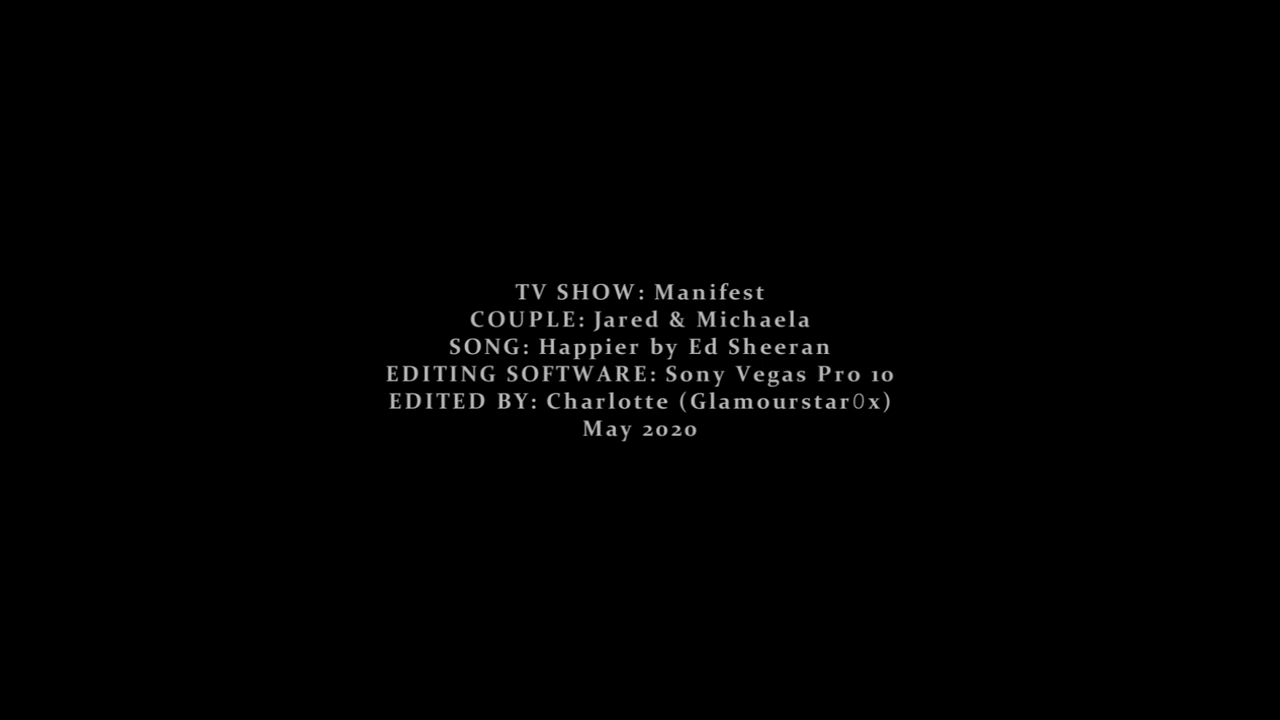 TV SHOW: Manifest
COUPLE: Jared & Michaela
SONG: Happier by Ed Sheeran
EDITING SOFTWARE: Sony Vegas Pro 10
EDITED BY: Charlotte (Glamourstar0x)
May 2020